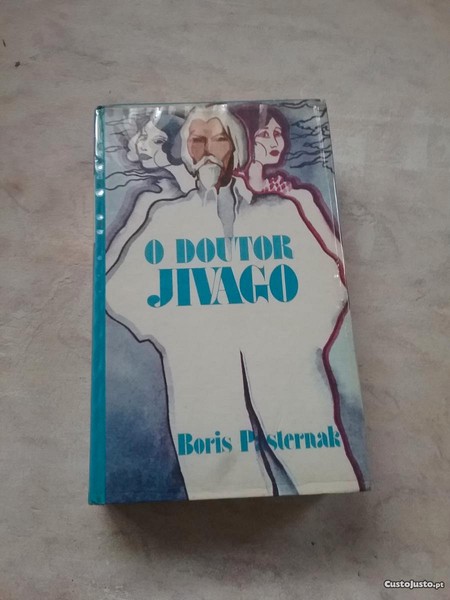 O DOUTOR
JIVAGO
Boris Pasternak
CustoJusto.pt